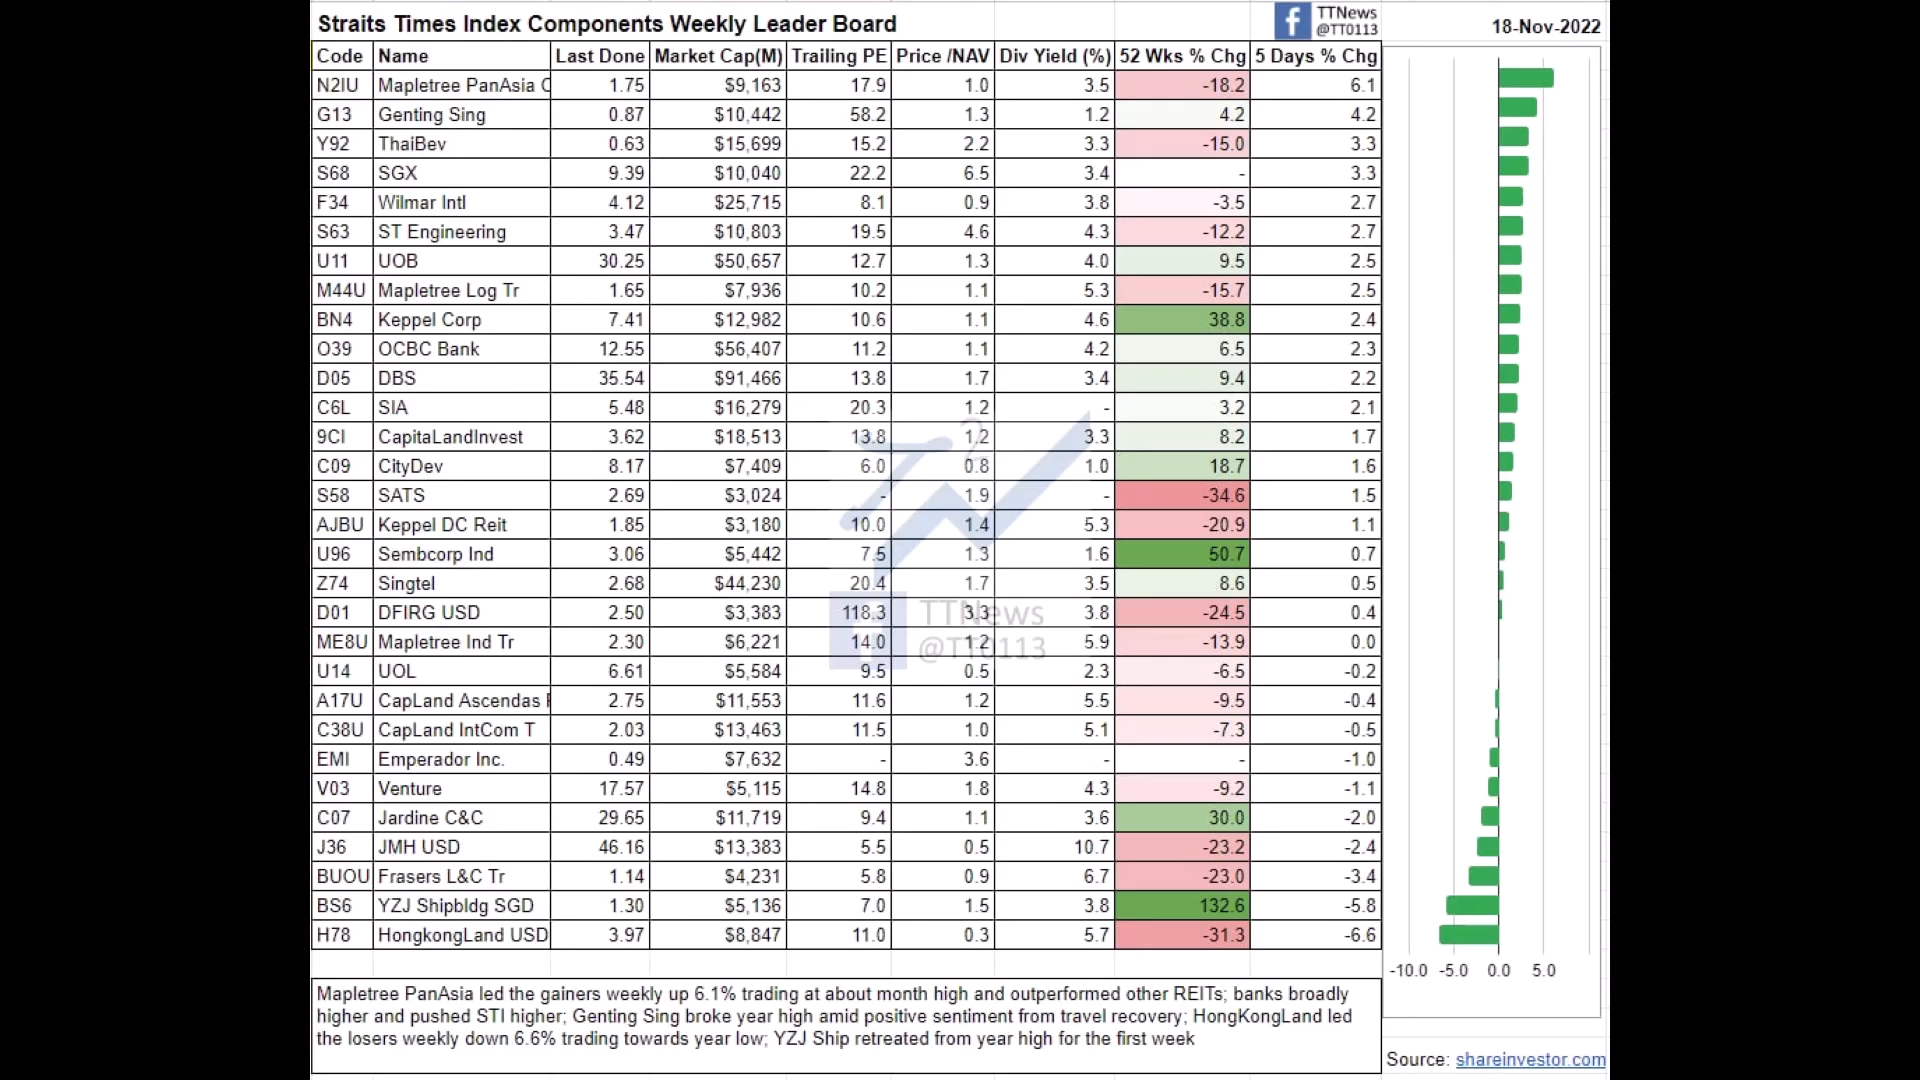 Straits Times Index Components Weekly Leader Board
TTNews
@TT0113
18-Nov-2022
Code Name Last Done Market Cap(M) Trailing PE Price /NAV Div Yield (%) 52 Wks % Chg 5 Days % Chg
N2IU Mapletree PanAsia C 1.75 $9,163 17.9 1.0 3.5 -18.2 6.1
G13 Genting Sing 0.87 $10,442 58.2 1.3 1.2 4.2 4.2
Y92 ThaiBev 0.63 $15,699 15.2 2.2 3.3 -15.0 3.3
S68 SGX 9.39 $10,040 22.2 6.5 3.4 - 3.3
F34 Wilmar Intl 4.12 $25,715 8.1 0.9 3.8 -3.5 2.7
S63 ST Engineering 3.47 $10,803 19.5 4.6 4.3 -12.2 2.7
U11 UOB 30.25 $50,657 12.7 1.3 4.0 9.5 2.5
M44U Mapletree Log Tr 1.65 $7,936 10.2 1.1 5.3 -15.7 2.5
BN4 Keppel Corp 7.41 $12,982 10.6 1.1 4.6 38.8 2.4
O39 OCBC Bank 12.55 $56,407 11.2 1.1 4.2 6.5 2.3
D05 DBS 35.54 $91,466 13.8 1.7 3.4 9.4 2.2
C6L SIA 5.48 $16,279 20.3 1.2 - 3.2 2.1
9CI CapitaLandInvest 3.62 $18,513 13.8 1.2 3.3 8.2 1.7
C09 CityDev 8.17 $7,409 6.0 0.8 1.0 18.7 1.6
S58 SATS 2.69 $3,024 - 1.9 - -34.6 1.5
AJBU Keppel DC Reit 1.85 $3,180 10.0 1.4 5.3 -20.9 1.1
U96 Sembcorp Ind 3.06 $5,442 7.5 1.3 1.6 50.7 0.7
Z74 Singtel 2.68 $44,230 20.4 1.7 3.5 8.6 0.5
D01 DFIRG USD 2.50 $3,383 118.3 3.3 3.8 -24.5 0.4
ME8U Mapletree Ind Tr 2.30 $6,221 14.0 1.2 5.9 -13.9 0.0
U14 UOL 6.61 $5,584 9.5 0.5 2.3 -6.5 -0.2
A17U CapLand Ascendas 2.75 $11,553 11.6 1.2 5.5 -9.5 -0.4
C38U CapLand IntCom T 2.03 $13,463 11.5 1.0 5.1 -7.3 -0.5
EMI Emperador Inc. 0.49 $7,632 - 3.6 - - -1.0
V03 Venture 17.57 $5,115 14.8 1.8 4.3 -9.2 -1.1
C07 Jardine C&C 29.65 $11,719 9.4 1.1 3.6 30.0 -2.0
J36 JMH USD 46.16 $13,383 5.5 0.5 10.7 -23.2 -2.4
BUOU Frasers L&C Tr 1.14 $4,231 5.8 0.9 6.7 -23.0 -3.4
BS6 YZJ Shipbldg SGD 1.30 $5,136 7.0 1.5 3.8 132.6 -5.8
H78 HongkongLand USD 3.97 $8,847 11.0 0.3 5.7 -31.3 -6.6
TTNews
@TT0113
-10.0 -5.0 0.0 5.0
Mapletree PanAsia led the gainers weekly up 6.1% trading at about month high and outperformed other REITs; banks broadly
higher and pushed STI higher; Genting Sing broke year high amid positive sentiment from travel recovery; HongKongLand led
the losers weekly down 6.6% trading towards year low; YZJ Ship retreated from year high for the first week
Source: shareinvestor.com